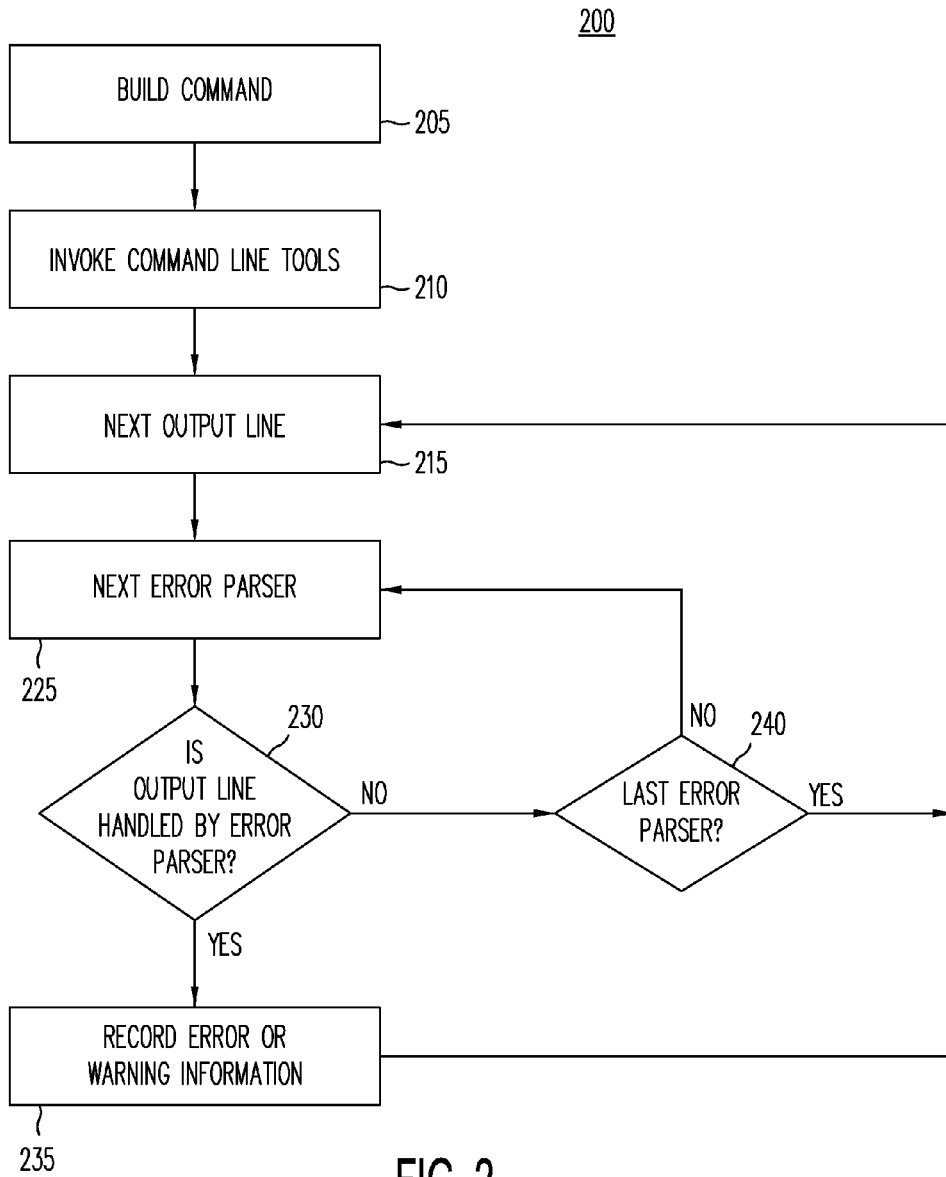 200
BUILD COMMAND
205
INVOKE COMMAND LINE TOOLS
210
NEXT OUTPUT LINE
215
NEXT ERROR PARSER
225
IS
OUTPUT LINE
HANDLED BY ERROR
PARSER?
230
NO
YES
LAST ERROR
PARSER?
240
NO
YES
RECORD ERROR OR
WARNING INFORMATION
235